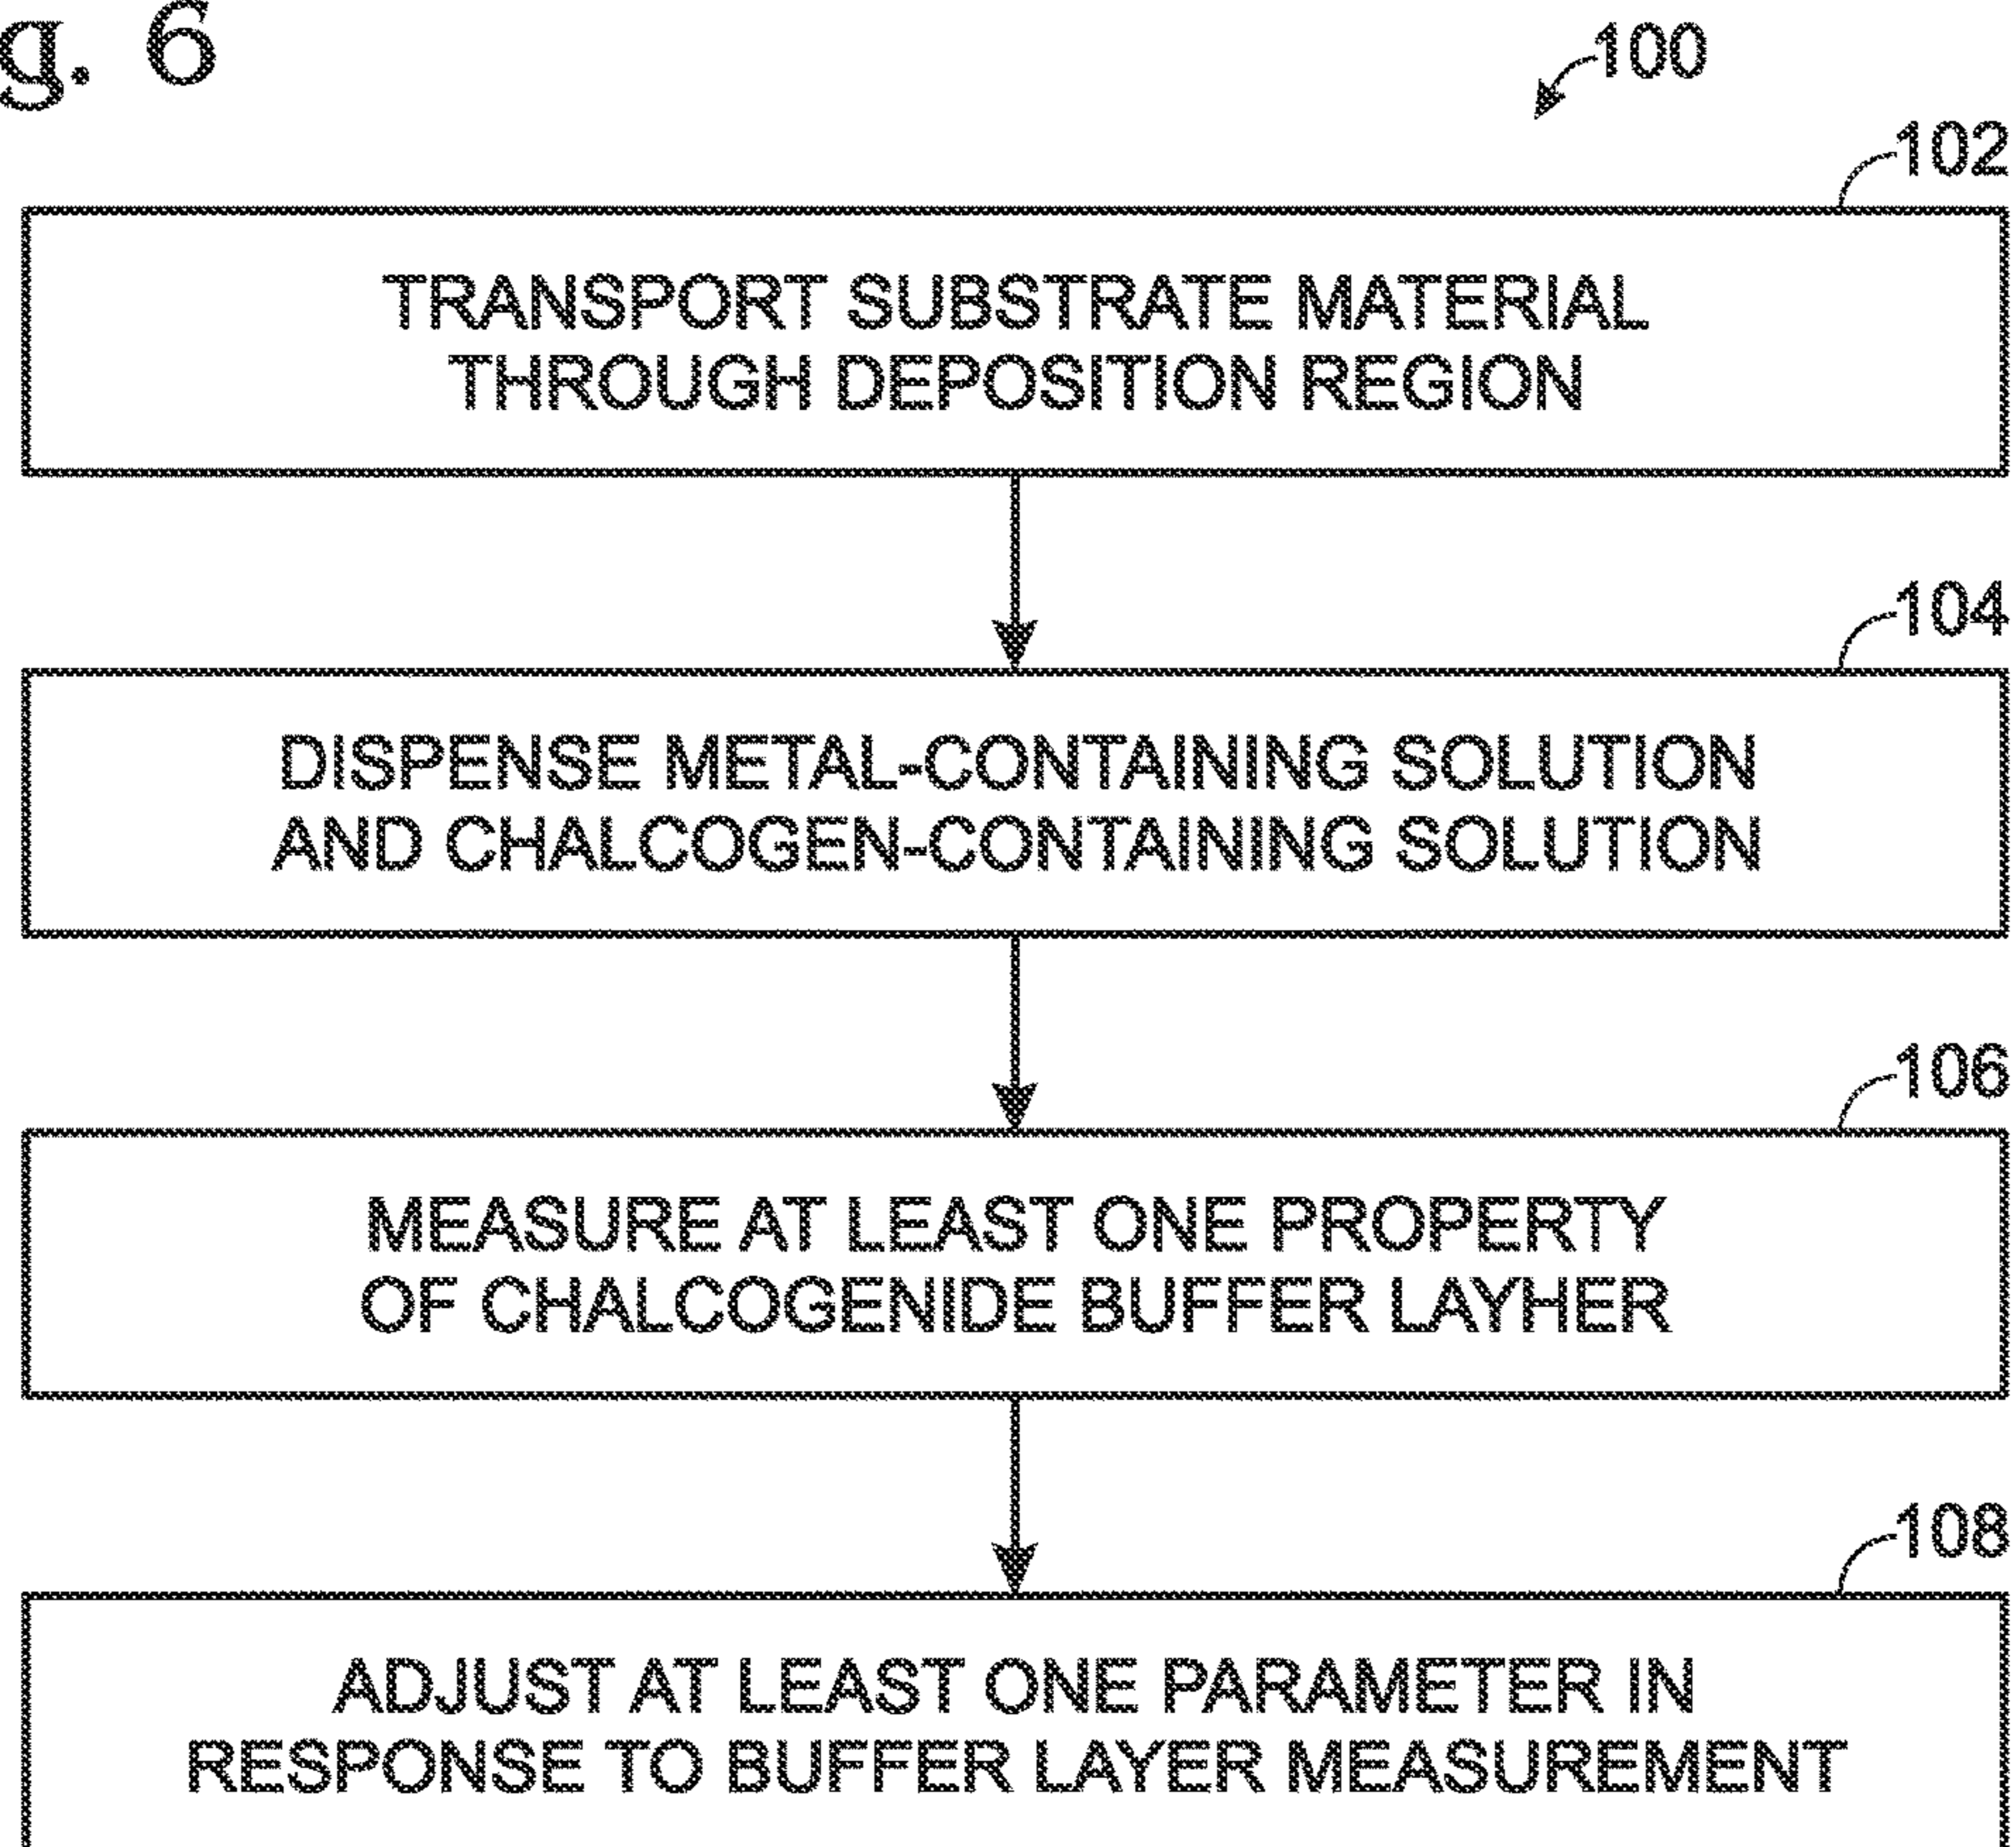 g. 6
100
102
TRANSPORT SUBSTRATE MATERIAL
THROUGH DEPOSITION REGION
104
DISPENSE METAL-CONTAINING SOLUTION
AND CHALCOGEN-CONTAINING SOLUTION
106
MEASURE AT LEAST ONE PROPERTY
OF CHALCOGENIDE BUFFER LAYHER
108
ADJUST AT LEAST ONE PARAMETER IN
RESPONSE TO BUFFER LAYER MEASUREMENT